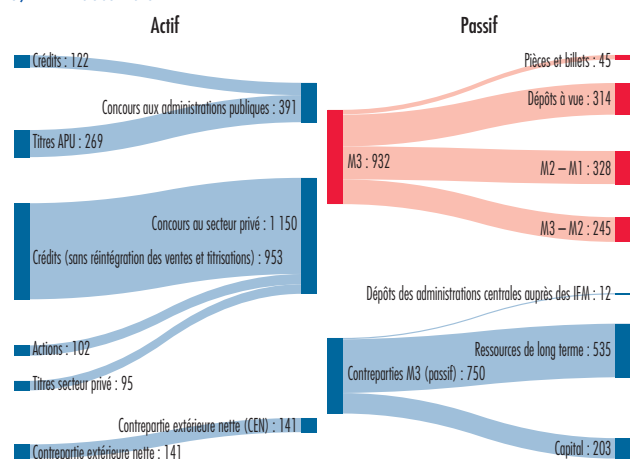 Actif
Passif
Crédits : 122
Concours aux administrations publiques : 391
Titres APU : 269
Concours au secteur privé : 1 150
Crédits (sans réintégration des ventes et titrisations) : 953
Actions : 102
Titres secteur privé : 95
Contrepartie extérieure nette (CEN) : 141
Contrepartie extérieure nette : 141
Pièces et billets : 45
Dépôts à vue : 314
M3 : 932
M2 – M1 : 328
M3 – M2 : 245
Dépôts des administrations centrales auprès des IFM : 12
Ressources de long terme : 535
Contreparties M3 (passif) : 750
Capital : 203